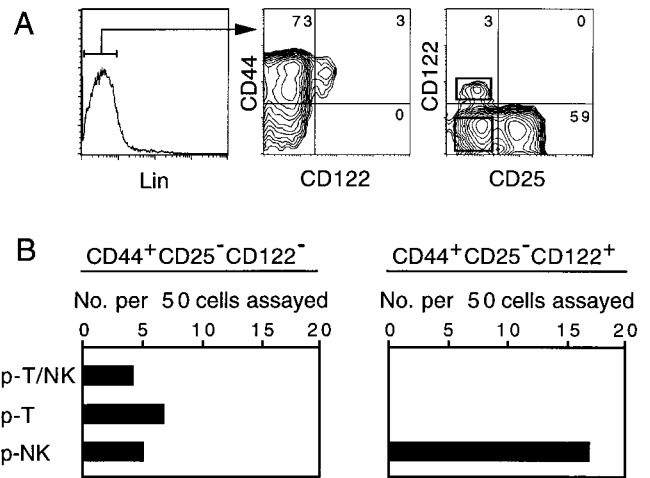 A
Lin
CD44
73
3
0
CD122
CD122
3
0
59
CD25
B
CD44+CD25-CD122-
No. per 50 cells assayed
0 5 10 15 20
p-T/NK
p-T
p-NK
CD44+CD25-CD122+
No. per 50 cells assayed
0 5 10 15 20